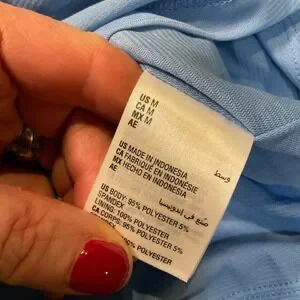 US M
CA M
MX M
AE وسط
US MADE IN INDONESIA
CA FABRIQUÉ EN INDONÉSIE
MX HECHO EN INDONESIA
AE صنع في إندونيسيا
US BODY: 95% POLYESTER 5%
SPANDEX
LINING: 100% POLYESTER
CA CORPS: 95% POLYESTER 5%
100% POLYESTER